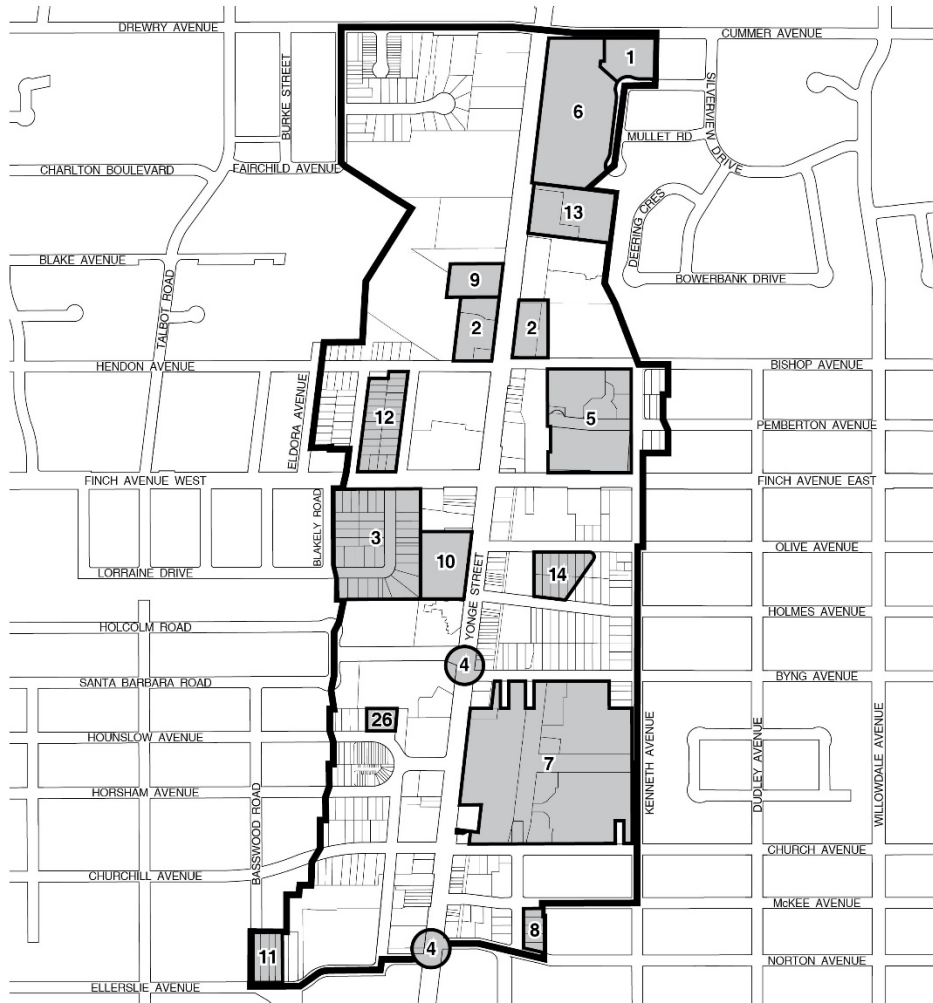 DREWRY AVENUE
CUMMER AVENUE
BURKE STREET
1
SILVERVIEW DRIVE
6
MULLET RD
CHARLTON BOULEVARD
FAIRCHILD AVENUE
DEERING CRES
13
BLAKE AVENUE
TALBOT ROAD
9
BOWERBANK DRIVE
2
2
HENDON AVENUE
BISHOP AVENUE
ELDORA AVENUE
12
5
PEMBERTON AVENUE
FINCH AVENUE WEST
FINCH AVENUE EAST
BLAKELY ROAD
3
10
OLIVE AVENUE
LORRAINE DRIVE
14
YONGE STREET
HOLMES AVENUE
HOLCOLM ROAD
4
BYNG AVENUE
SANTA BARBARA ROAD
26
HOUNSLOW AVENUE
7
KENNETH AVENUE
DUDLEY AVENUE
WILLOWDALE AVENUE
HORSHAM AVENUE
BASSWOOD ROAD
CHURCH AVENUE
CHURCHILL AVENUE
McKEE AVENUE
8
11
4
NORTON AVENUE
ELLERSLIE AVENUE